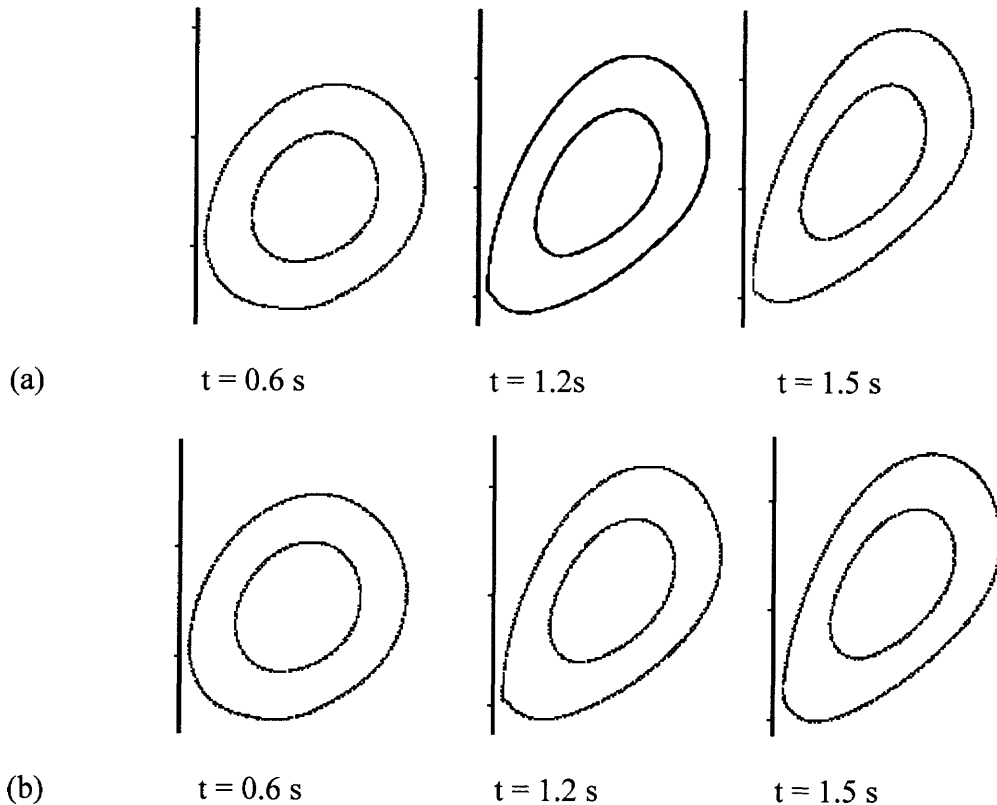 (a) t = 0.6 s t = 1.2s t = 1.5 s
(b) t = 0.6 s t = 1.2 s t = 1.5 s